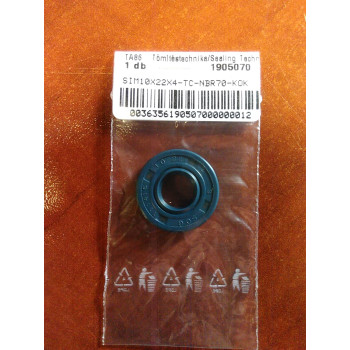 TA86 Tömítéstechnika/Sealing Techn
1 db 1905070
SIM10X22X4-TC-NBR70-KOK
00363561905070000000012